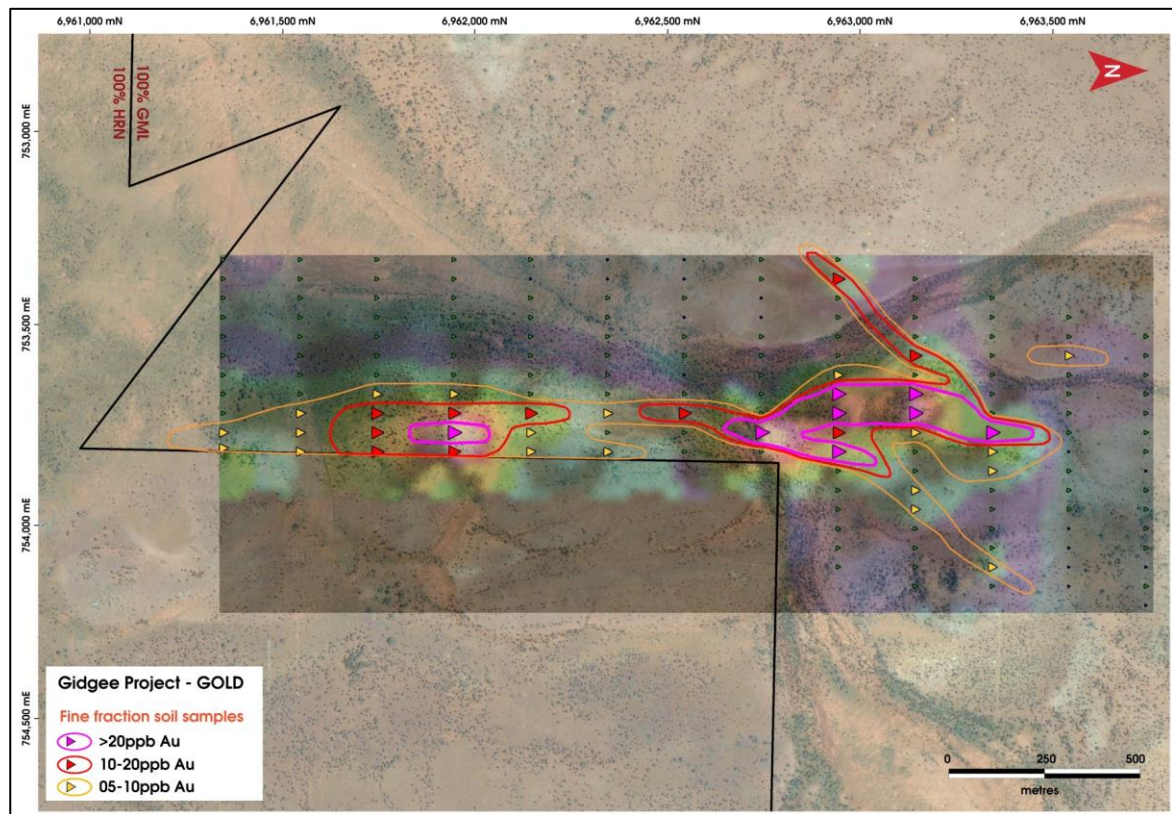 6,961,000 mN
6,961,500 mN
6,962,000 mN
6,962,500 mN
6,963,000 mN
6,963,500 mN
100% GML
100% HRN
N
753,000 mE
753,500 mE
754,000 mE
754,500 mE
Gidgee Project - GOLD
Fine fraction soil samples
>20ppb Au
10-20ppb Au
05-10ppb Au
0 250 500
metres